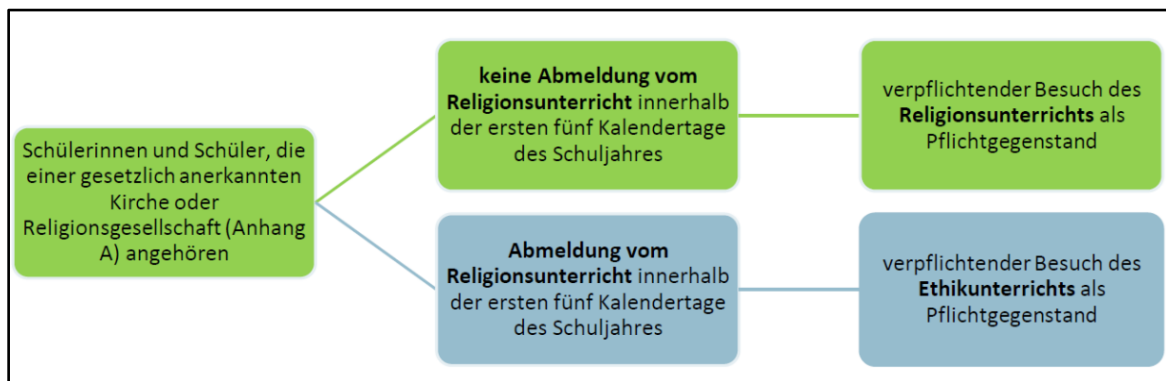 Schülerinnen und Schüler, die
einer gesetzlich anerkannten
Kirche oder
Religionsgesellschaft (Anhang
A) angehören
keine Abmeldung vom
Religionsunterricht innerhalb
der ersten fünf Kalendertage
des Schuljahres
verpflichtender Besuch des
Religionsunterrichts als
Pflichtgegenstand
Abmeldung vom
Religionsunterricht innerhalb
der ersten fünf Kalendertage
des Schuljahres
verpflichtender Besuch des
Ethikunterrichts als
Pflichtgegenstand